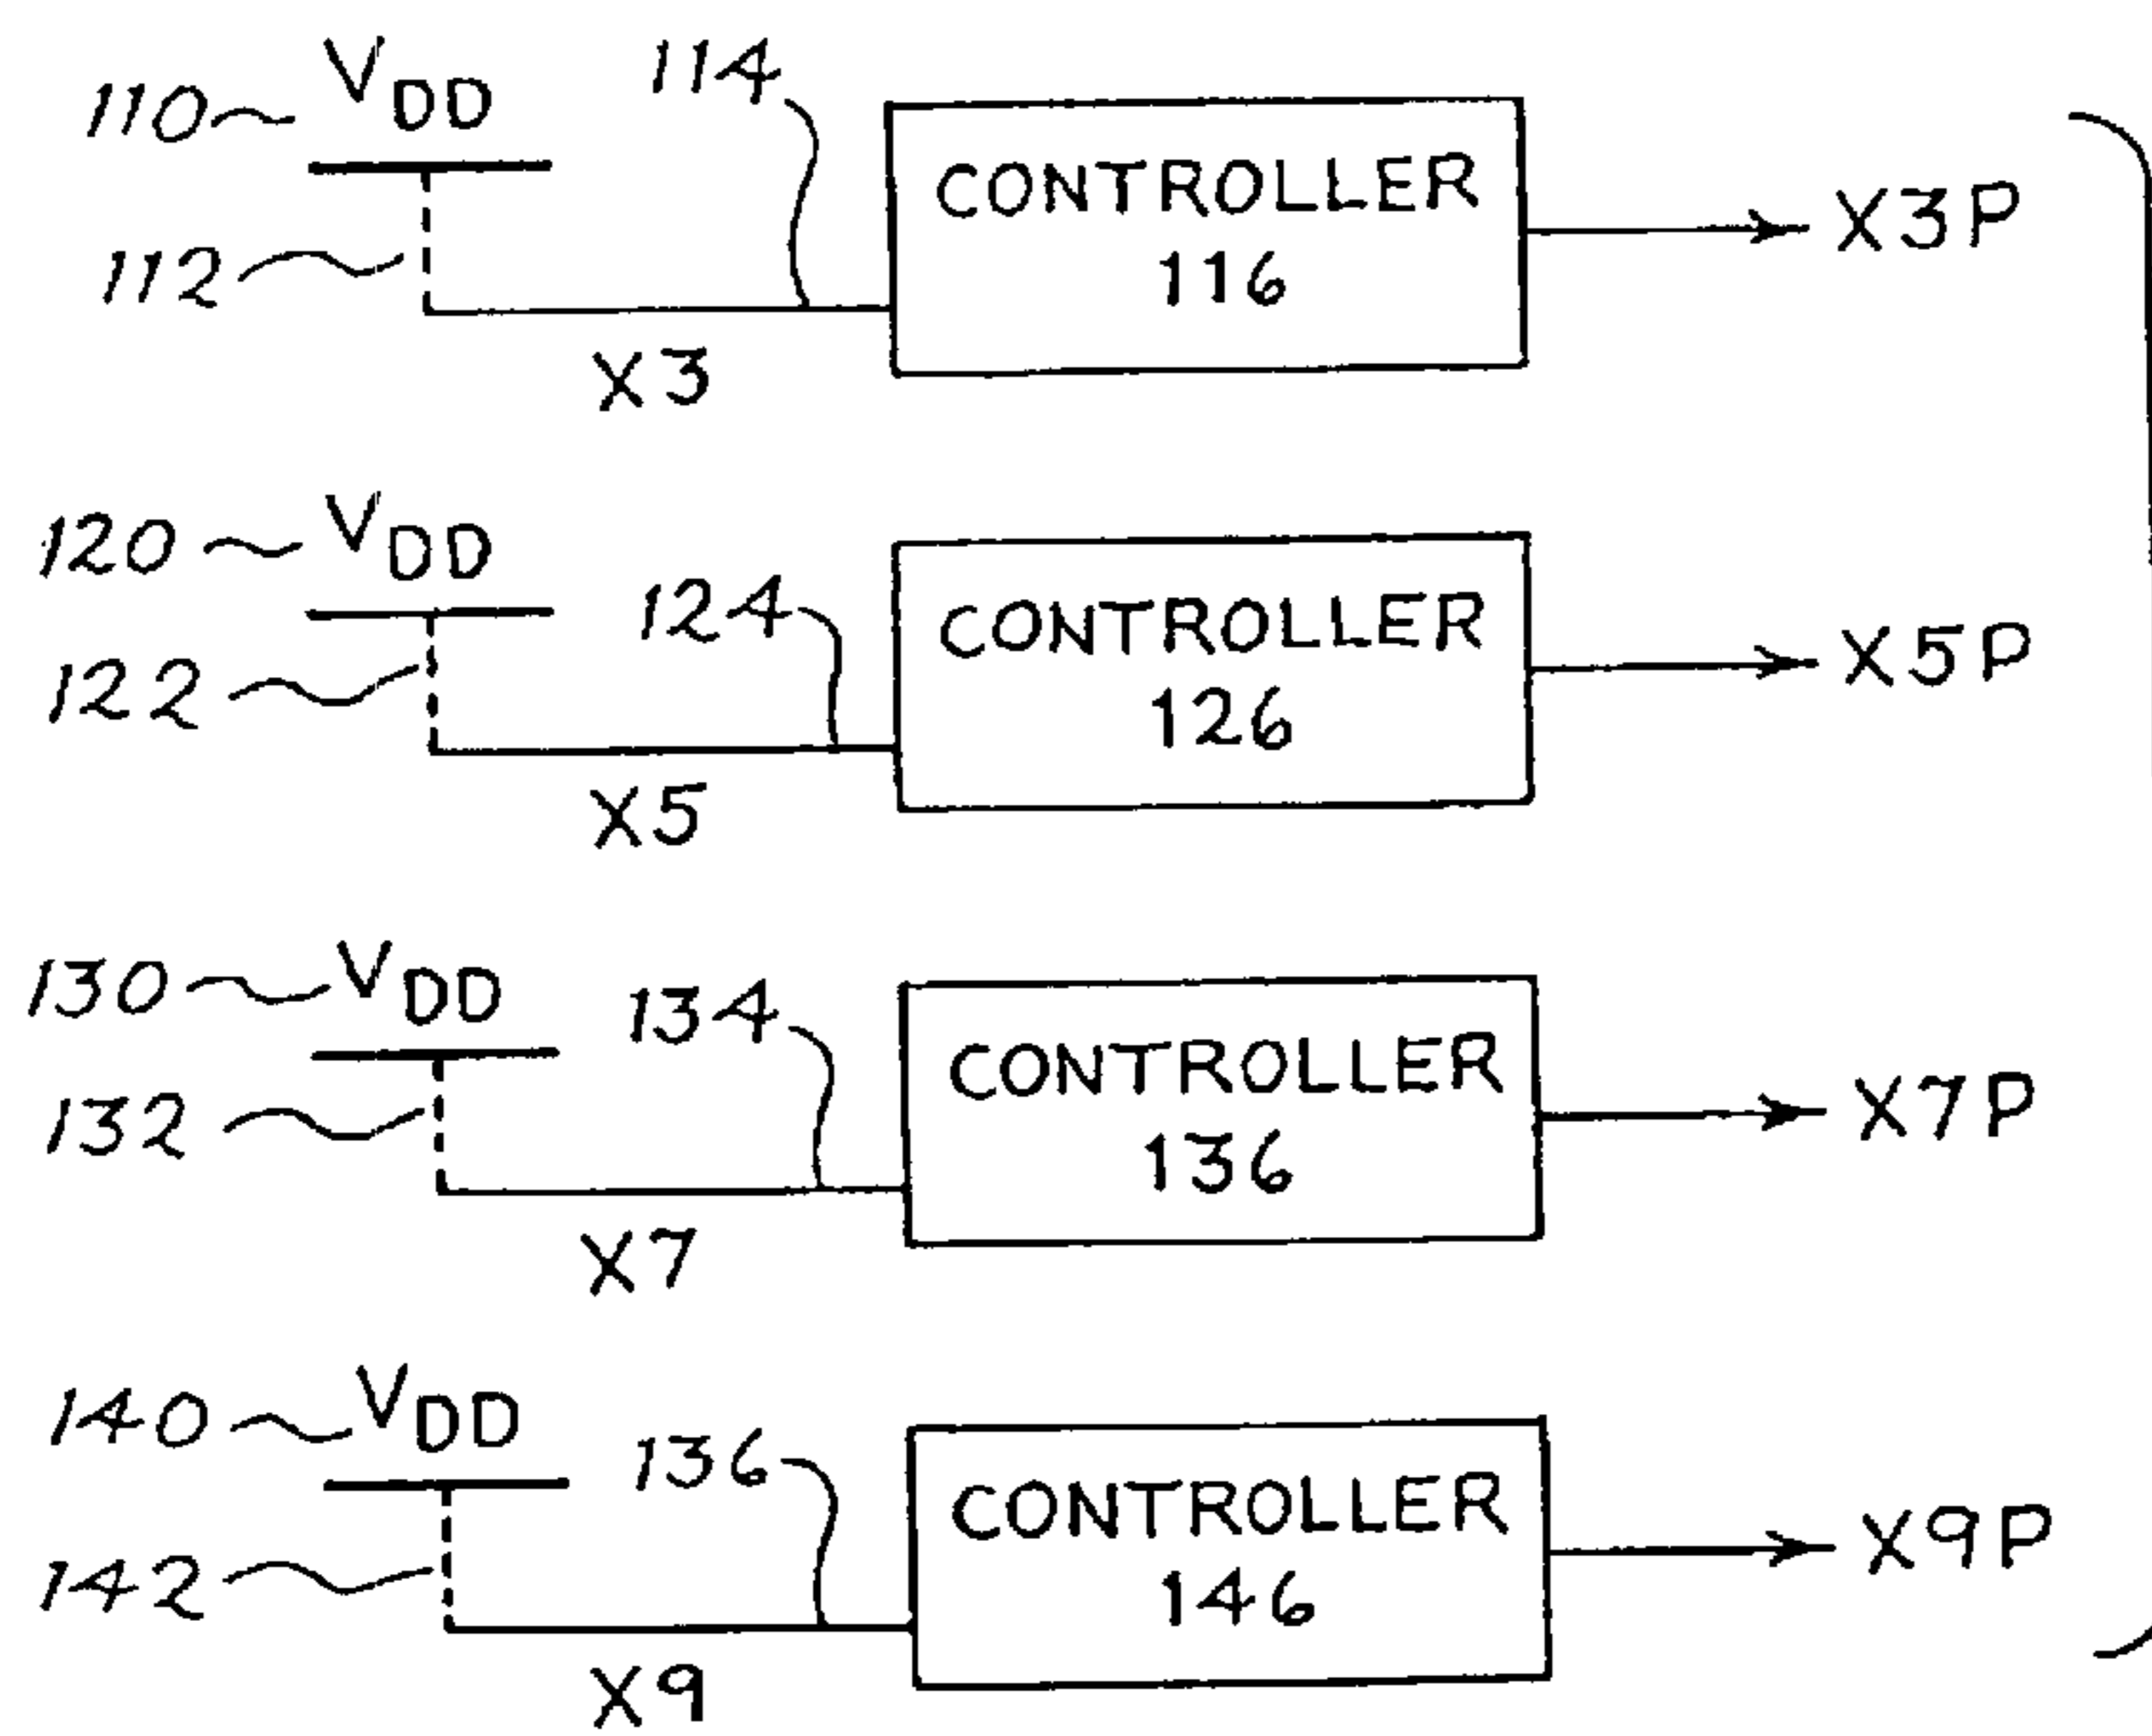 110 VDD
114
CONTROLLER
116
X3P
112
X3
120 VDD
124
CONTROLLER
126
X5P
122
X5
130 VDD
134
CONTROLLER
136
X7P
132
X7
140 VDD
136
CONTROLLER
146
X9P
142
X9